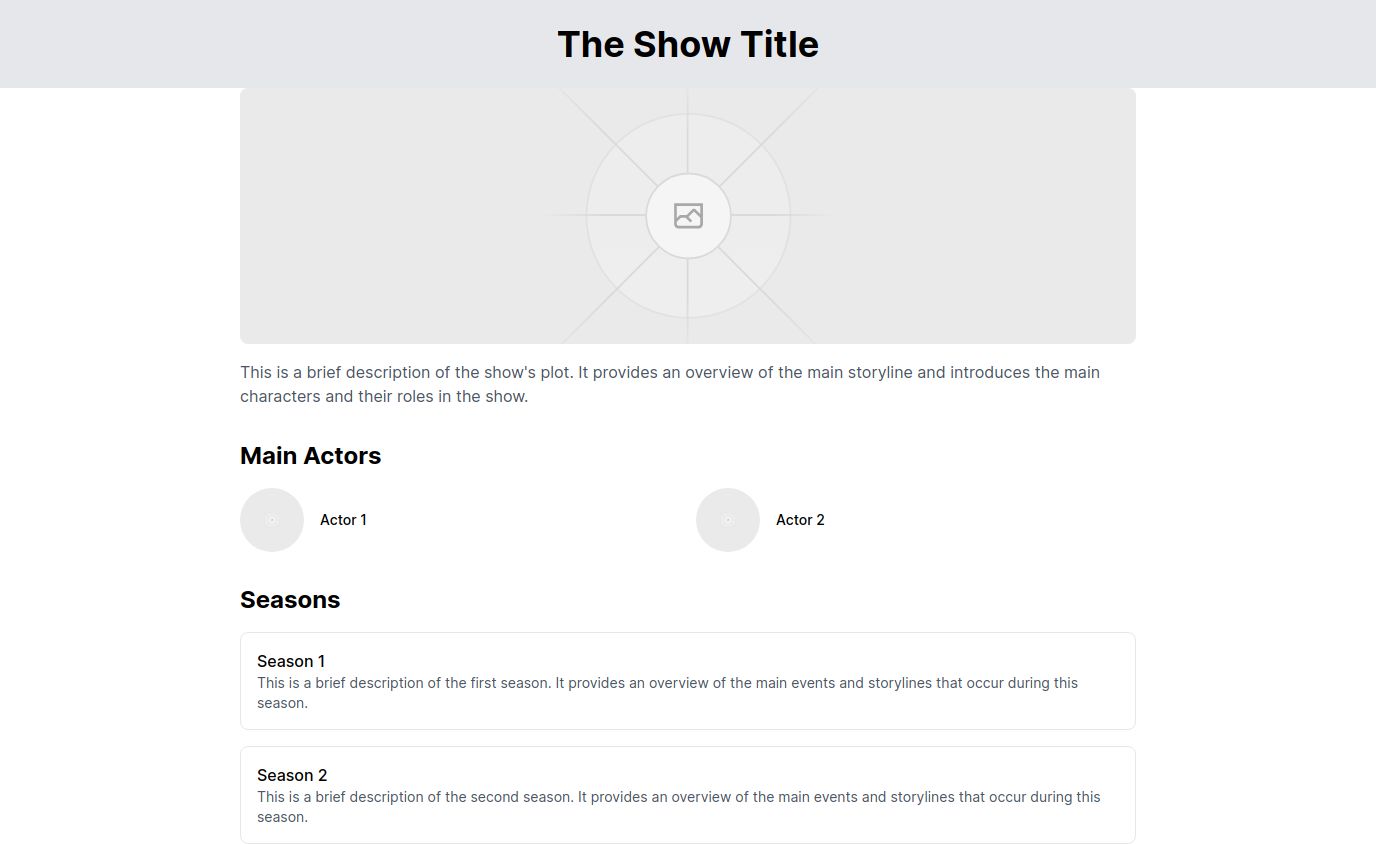 The Show Title
This is a brief description of the show's plot. It provides an overview of the main storyline and introduces the main
characters and their roles in the show.
Main Actors
Actor 1
Actor 2
Seasons
Season 1
This is a brief description of the first season. It provides an overview of the main events and storylines that occur during this
season.
Season 2
This is a brief description of the second season. It provides an overview of the main events and storylines that occur during this
season.